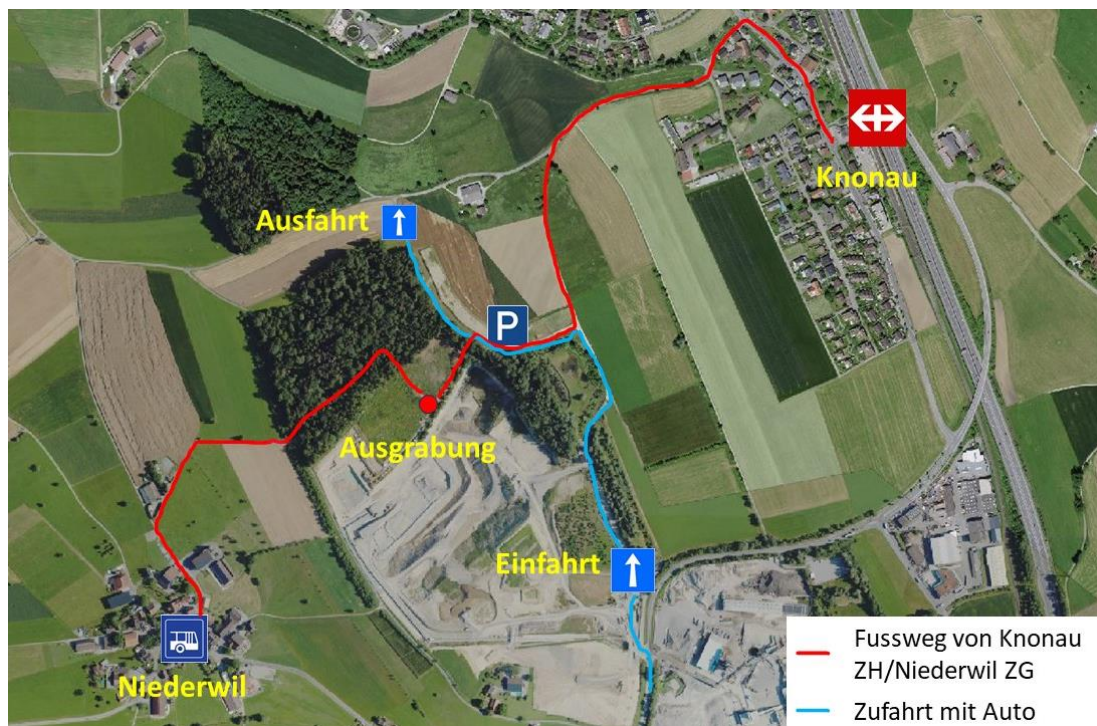 Ausfahrt
P
Knonau
Ausgrabung
Einfahrt
Niederwil
Fussweg von Knonau
ZH/Niederwil ZG
Zufahrt mit Auto